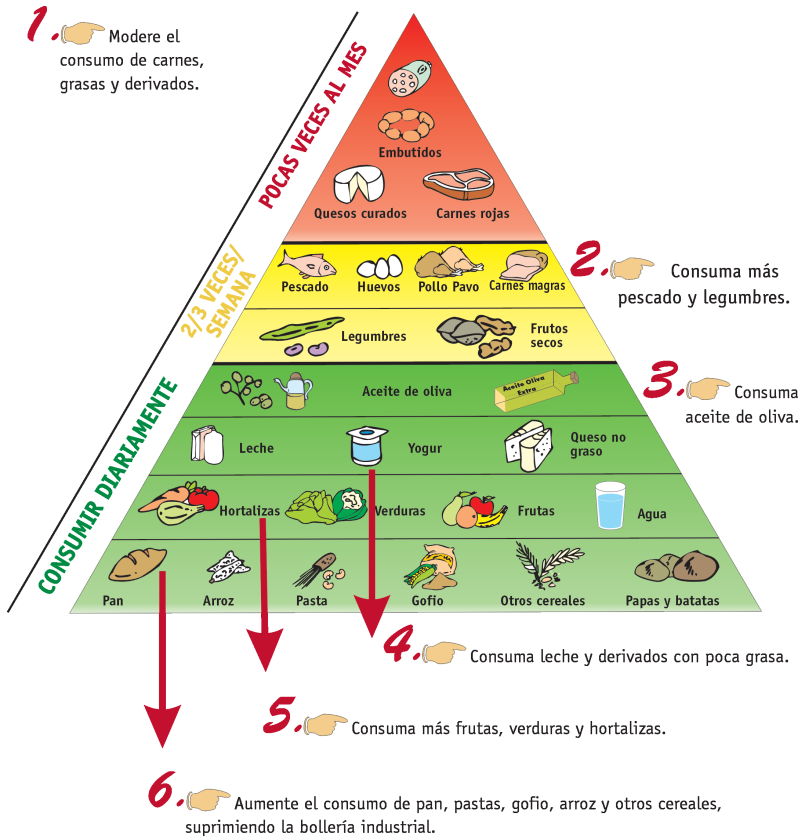 1. Modere el
consumo de carnes,
grasas y derivados.
POCAS VECES AL MES
Embutidos
Quesos curados
Carnes rojas
2/3 VECES/
SEMANA
Pescado
Huevos
Pollo Pavo
Carnes magras
2. Consuma más
pescado y legumbres.
Legumbres
Frutos
secos
CONSUMIR DIARIAMENTE
Aceite de oliva
Aceite Oliva
Extra
3. Consuma
aceite de oliva.
Leche
Yogur
Queso no
graso
Hortalizas
Verduras
Frutas
Agua
Pan
Arroz
Pasta
Gofio
Otros cereales
Papas y batatas
4. Consuma leche y derivados con poca grasa.
5. Consuma más frutas, verduras y hortalizas.
6. Aumente el consumo de pan, pastas, gofio, arroz y otros cereales,
suprimiendo la bollería industrial.